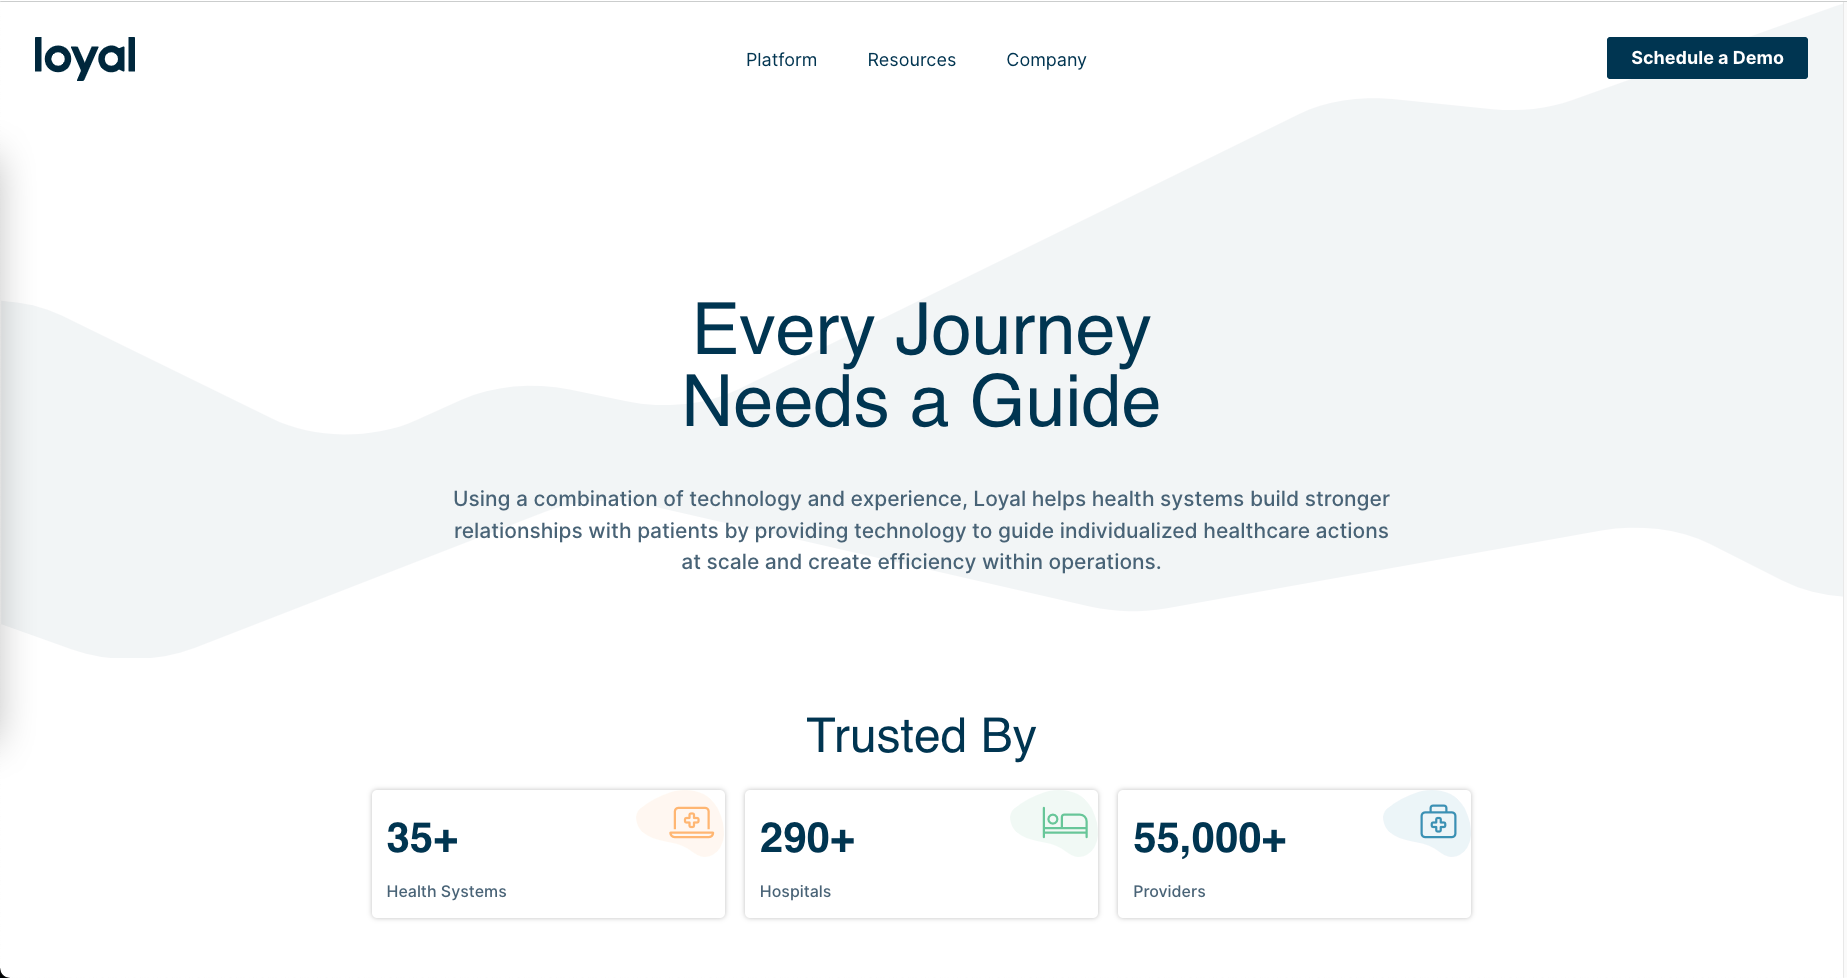 loyal
Platform
Resources
Company
Schedule a Demo
Every Journey
Needs a Guide
Using a combination of technology and experience, Loyal helps health systems build stronger
relationships with patients by providing technology to guide individualized healthcare actions
at scale and create efficiency within operations.
Trusted By
35+
Health Systems
290+
Hospitals
55,000+
Providers